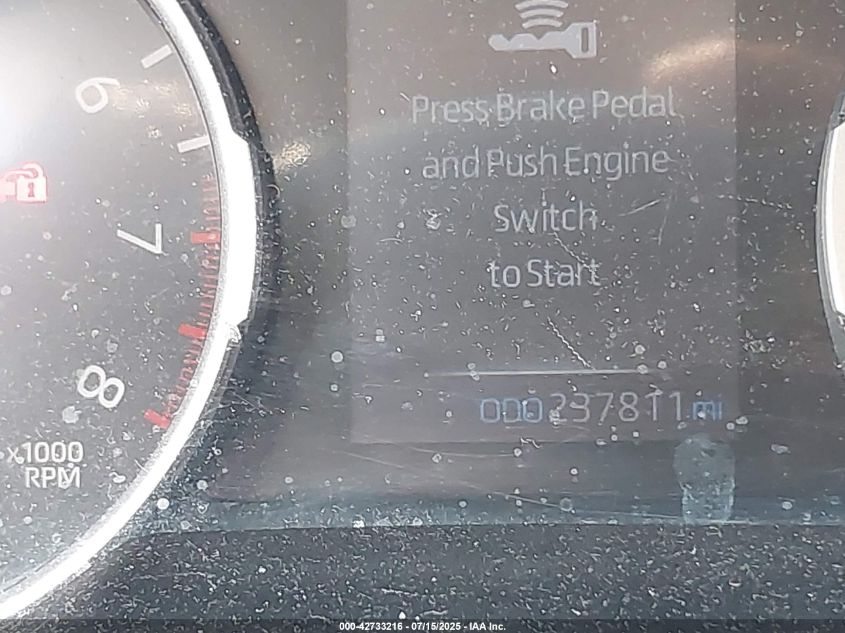 6
7
8
x1000
RPM
Press Brake Pedal
and Push Engine
Switch
to Start
000237811 mi
000-42733216 - 07/15/2025 - IAA Inc.